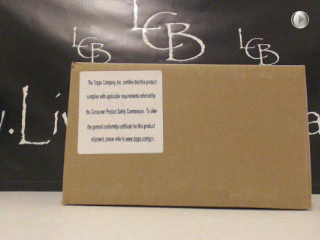 LCB
LCB
LCB
.Li
a
The Topps Company, Inc. certifies that this product
complies with applicable requirements enforced by
the Consumer Product Safety Commission. To view
the general conformity certificate for this product
shipment, please refer to www.topps.com/gcc.